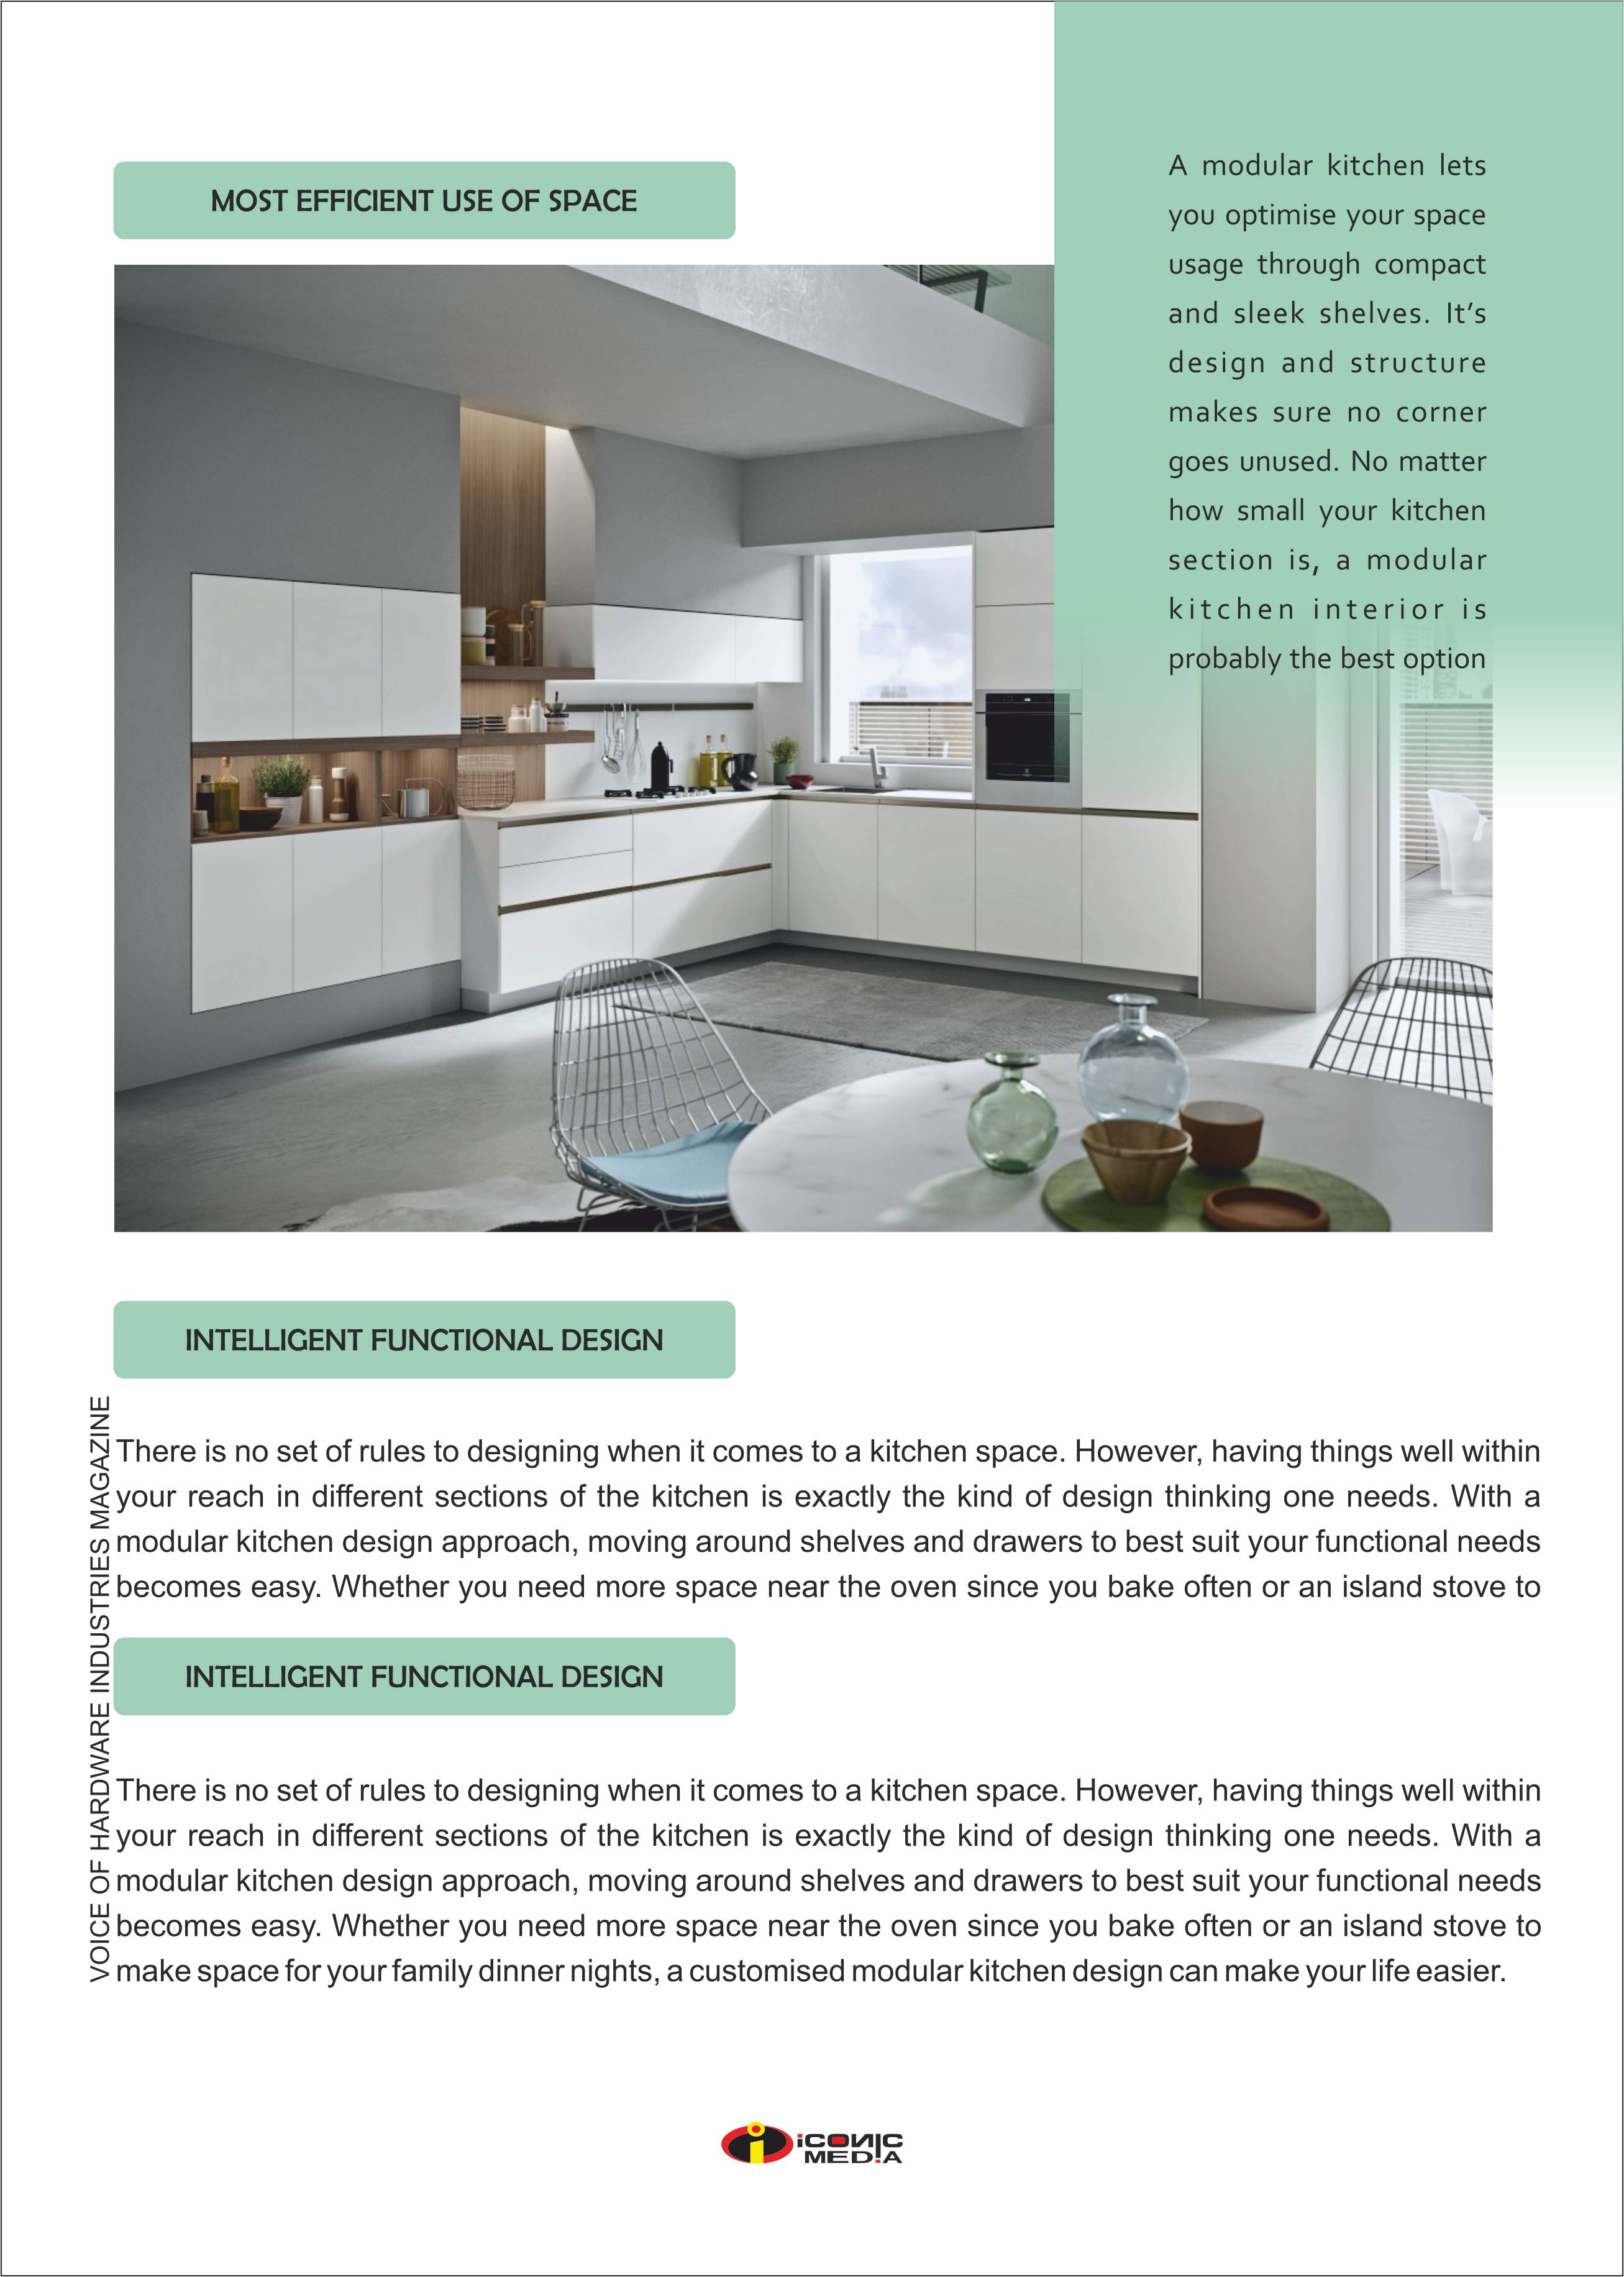 MOST EFFICIENT USE OF SPACE
A modular kitchen lets
you optimise your space
usage through compact
and sleek shelves. It’s
design and structure
makes sure no corner
goes unused. No matter
how small your kitchen
section is, a modular
kitchen interior is
probably the best option
INTELLIGENT FUNCTIONAL DESIGN
There is no set of rules to designing when it comes to a kitchen space. However, having things well within
your reach in different sections of the kitchen is exactly the kind of design thinking one needs. With a
modular kitchen design approach, moving around shelves and drawers to best suit your functional needs
becomes easy. Whether you need more space near the oven since you bake often or an island stove to
INTELLIGENT FUNCTIONAL DESIGN
There is no set of rules to designing when it comes to a kitchen space. However, having things well within
your reach in different sections of the kitchen is exactly the kind of design thinking one needs. With a
modular kitchen design approach, moving around shelves and drawers to best suit your functional needs
becomes easy. Whether you need more space near the oven since you bake often or an island stove to
make space for your family dinner nights, a customised modular kitchen design can make your life easier.
VOICE OF HARDWARE INDUSTRIES MAGAZINE
iCONIC
MEDIA